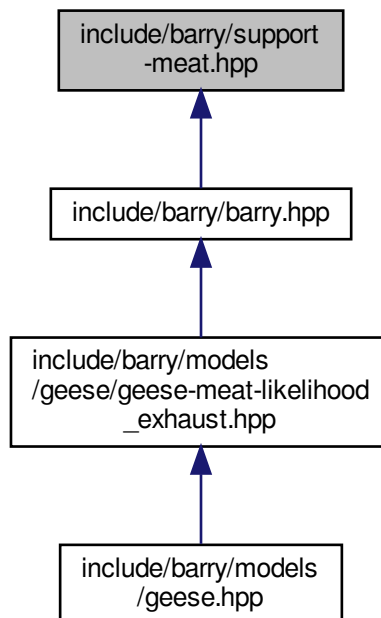 include/barry/support
-meat.hpp
include/barry/barry.hpp
include/barry/models
/geese/geese-meat-likelihood
_exhaust.hpp
include/barry/models
/geese.hpp